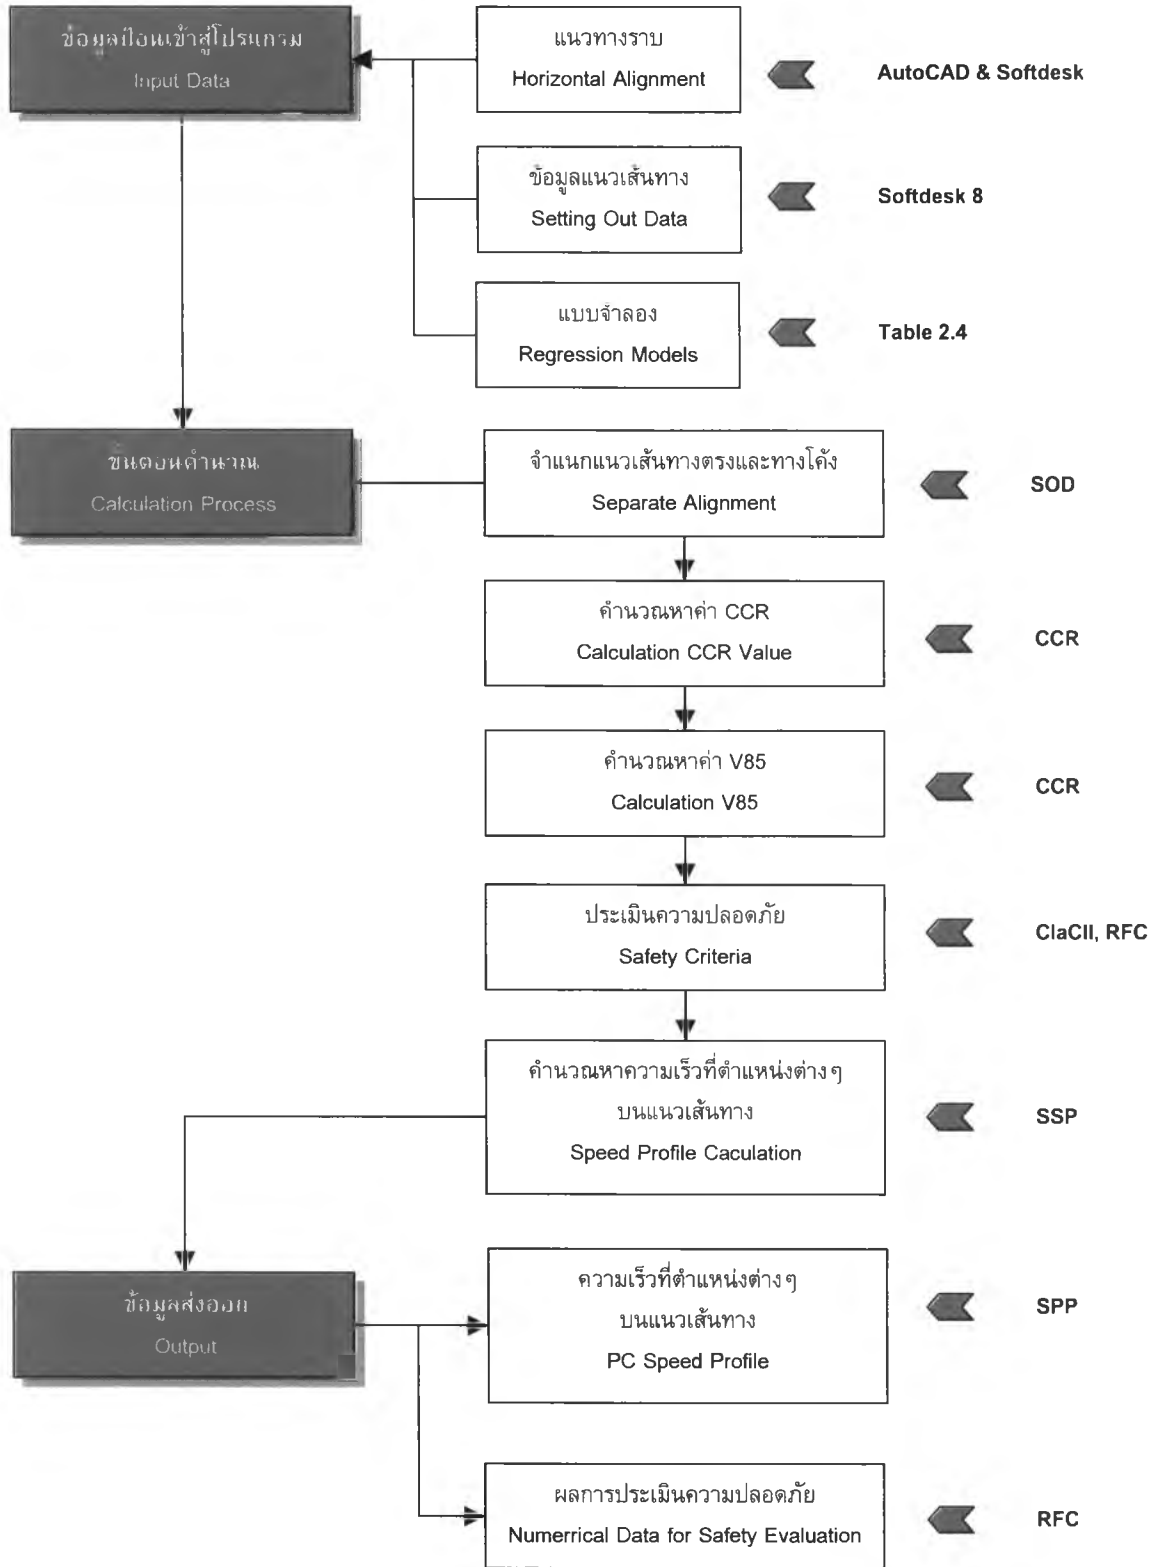 ข้อมูลป้อนเข้าสู่โปรแกรม
Input Data
แนวทางราบ
Horizontal Alignment
AutoCAD & Softdesk
ข้อมูลแนวเส้นทาง
Setting Out Data
Softdesk 8
แบบจำลอง
Regression Models
Table 2.4
ขั้นตอนคำนวณ
Calculation Process
จำแนกแนวเส้นทางตรงและทางโค้ง
Separate Alignment
SOD
คำนวณหาค่า CCR
Calculation CCR Value
CCR
คำนวณหาค่า V85
Calculation V85
CCR
ประเมินความปลอดภัย
Safety Criteria
ClaCII, RFC
คำนวณหาความเร็วที่ตำแหน่งต่างๆ
บนแนวเส้นทาง
Speed Profile Caculation
SSP
ข้อมูลส่งออก
Output
ความเร็วที่ตำแหน่งต่างๆ
บนแนวเส้นทาง
PC Speed Profile
SPP
ผลการประเมินความปลอดภัย
Numerrical Data for Safety Evaluation
RFC